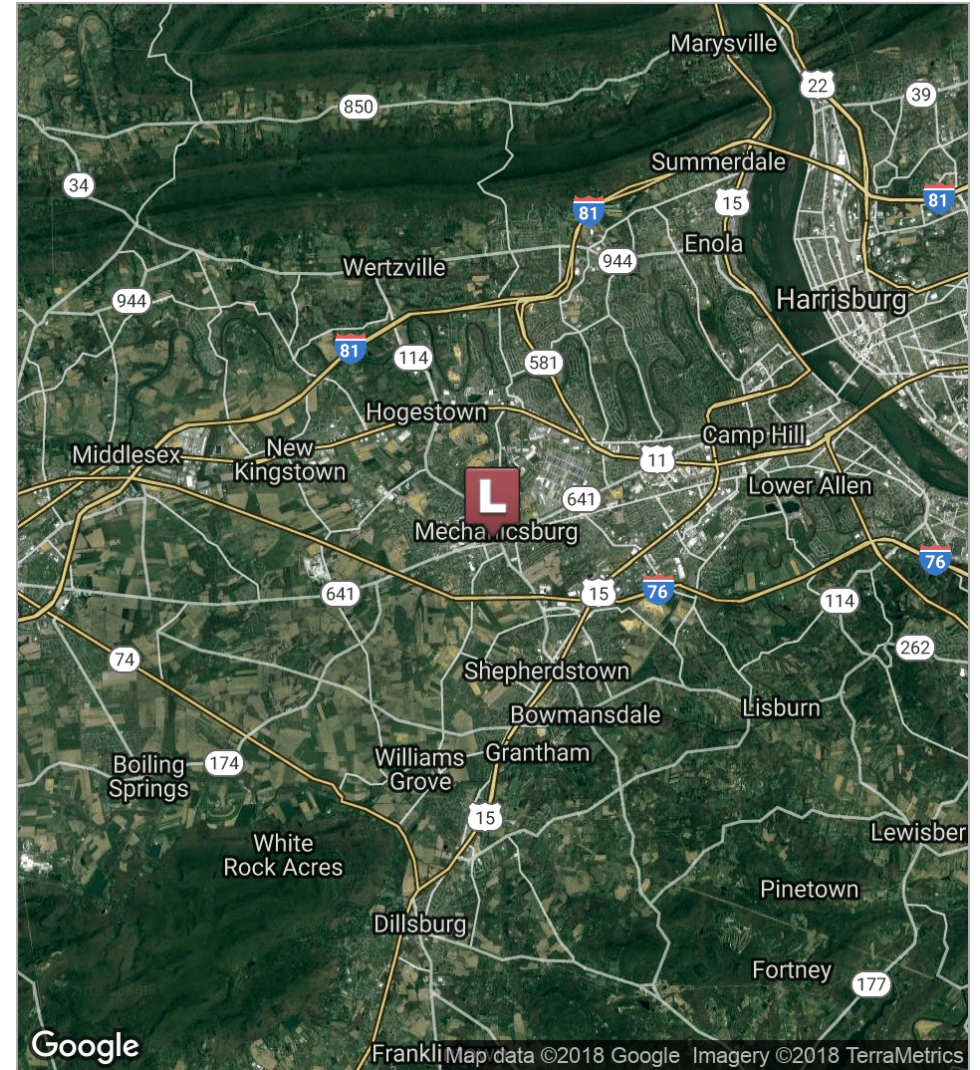 Marysville
22
39
850
Summerdale
34
81
15
81
Enola
944
Wertzville
944
Harrisburg
81
114
581
Hogestown
Camp Hill
Middlesex
New
Kingstown
11
L
641
Lower Allen
Mechanicsburg
76
641
15
76
114
262
74
Shepherdstown
Lisburn
Bowmansdale
Grantham
Williams
Grove
Boiling
Springs
174
15
White
Rock Acres
Lewisber
Pinetown
Dillsburg
Fortney
177
Google
Map data ©2018 Google Imagery ©2018 TerraMetrics